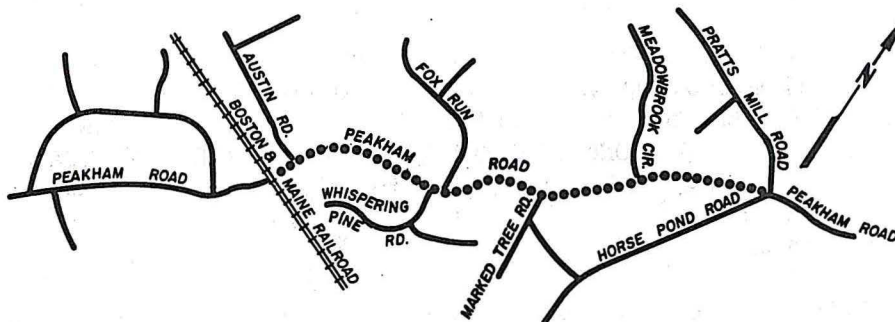 PEAKHAM ROAD
BOSTON & MAINE RAILROAD
AUSTIN RD.
PEAKHAM ROAD
WHISPERING PINE RD.
FOX RUN
MARKED TREE RD.
MEADOWBROOK CIR.
PRATTS MILL ROAD
HORSE POND ROAD
PEAKHAM ROAD
N